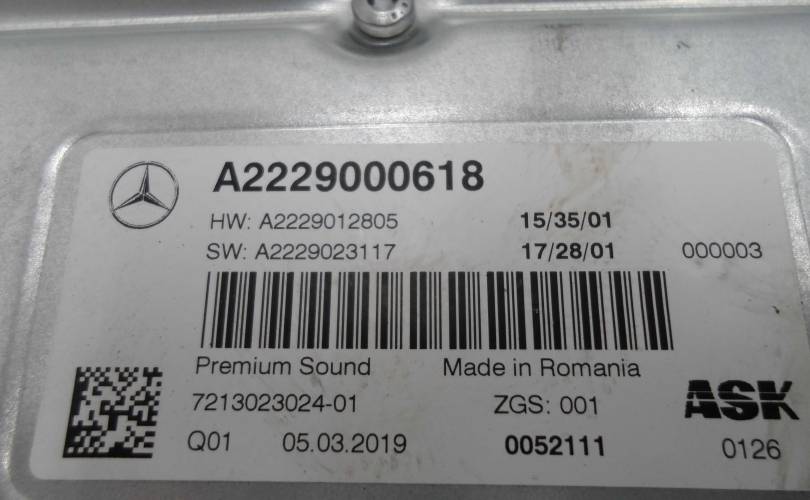 A2229000618
HW: A2229012805 15/35/01
SW: A2229023117 17/28/01 000003
Premium Sound Made in Romania
7213023024-01 ZGS: 001 ASK
Q01 05.03.2019 0052111 0126